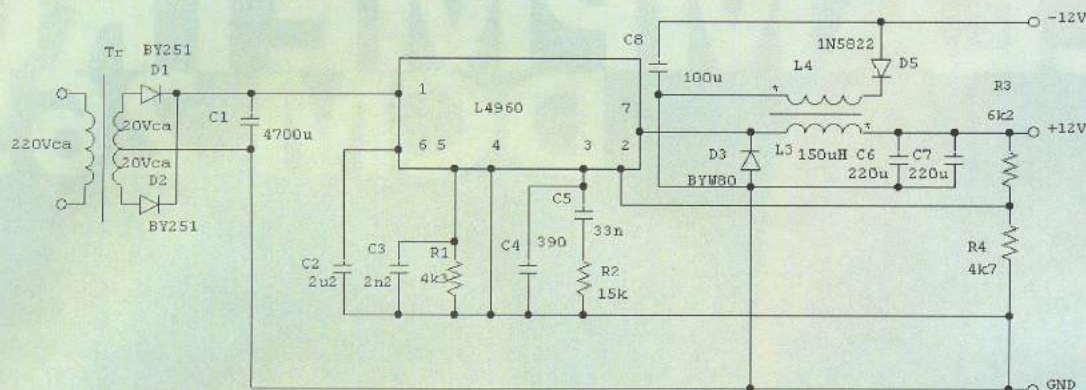 Tr
BY251
D1
20Vca
220Vca
20Vca
D2
BY251
C1
4700u
1
L4960
7
6 5 4 3 2
C2
2u2
C3
2n2
R1
4k3
C4
390
C5
33n
R2
15k
C8
100u
1N5822
L4
D5
*
*
D3
BYW80
L3
150uH
C6
220u
C7
220u
R3
6k2
R4
4k7
-12V
+12V
GND